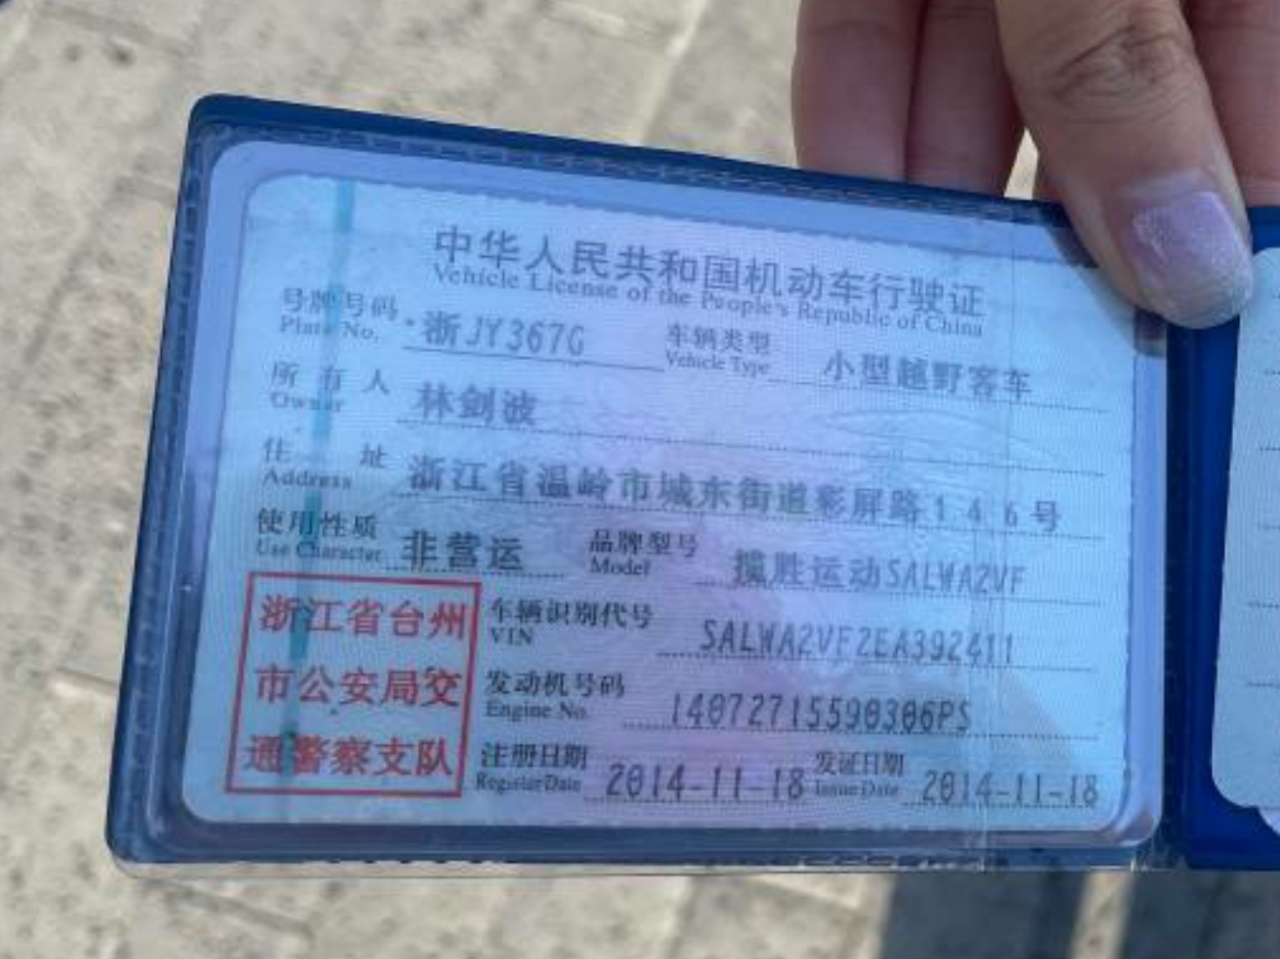 中华人民共和国机动车行驶证
Vehicle License of the People's Republic of China
号牌号码 浙JY367G 车辆类型 小型越野客车
Plate No. Vehicle Type
所有人 林剑波
Owner
住址 浙江省温岭市城东街道彩屏路146号
Address
使用性质 非营运 品牌型号 揽胜运动SALWA2VF
Use Character Model
浙江省台州
市公安局交
通警察支队
车辆识别代号 SALWA2VF2EA392411
VIN
发动机号码 14072715590306PS
Engine No.
注册日期 2014-11-18 发证日期 2014-11-18
Register Date Issue Date